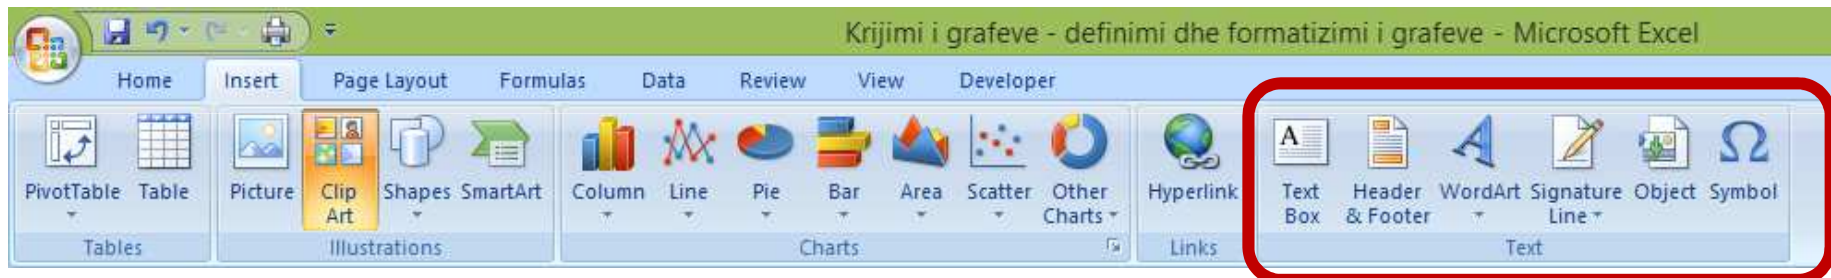 Krijimi i grafeve - definimi dhe formatizimi i grafeve - Microsoft Excel
Home Insert Page Layout Formulas Data Review View Developer
PivotTable Table Picture Clip Art Shapes SmartArt Column Line Pie Bar Area Scatter Other Charts Hyperlink Text Box Header & Footer WordArt Signature Line Object Symbol
Tables Illustrations Charts Links Text